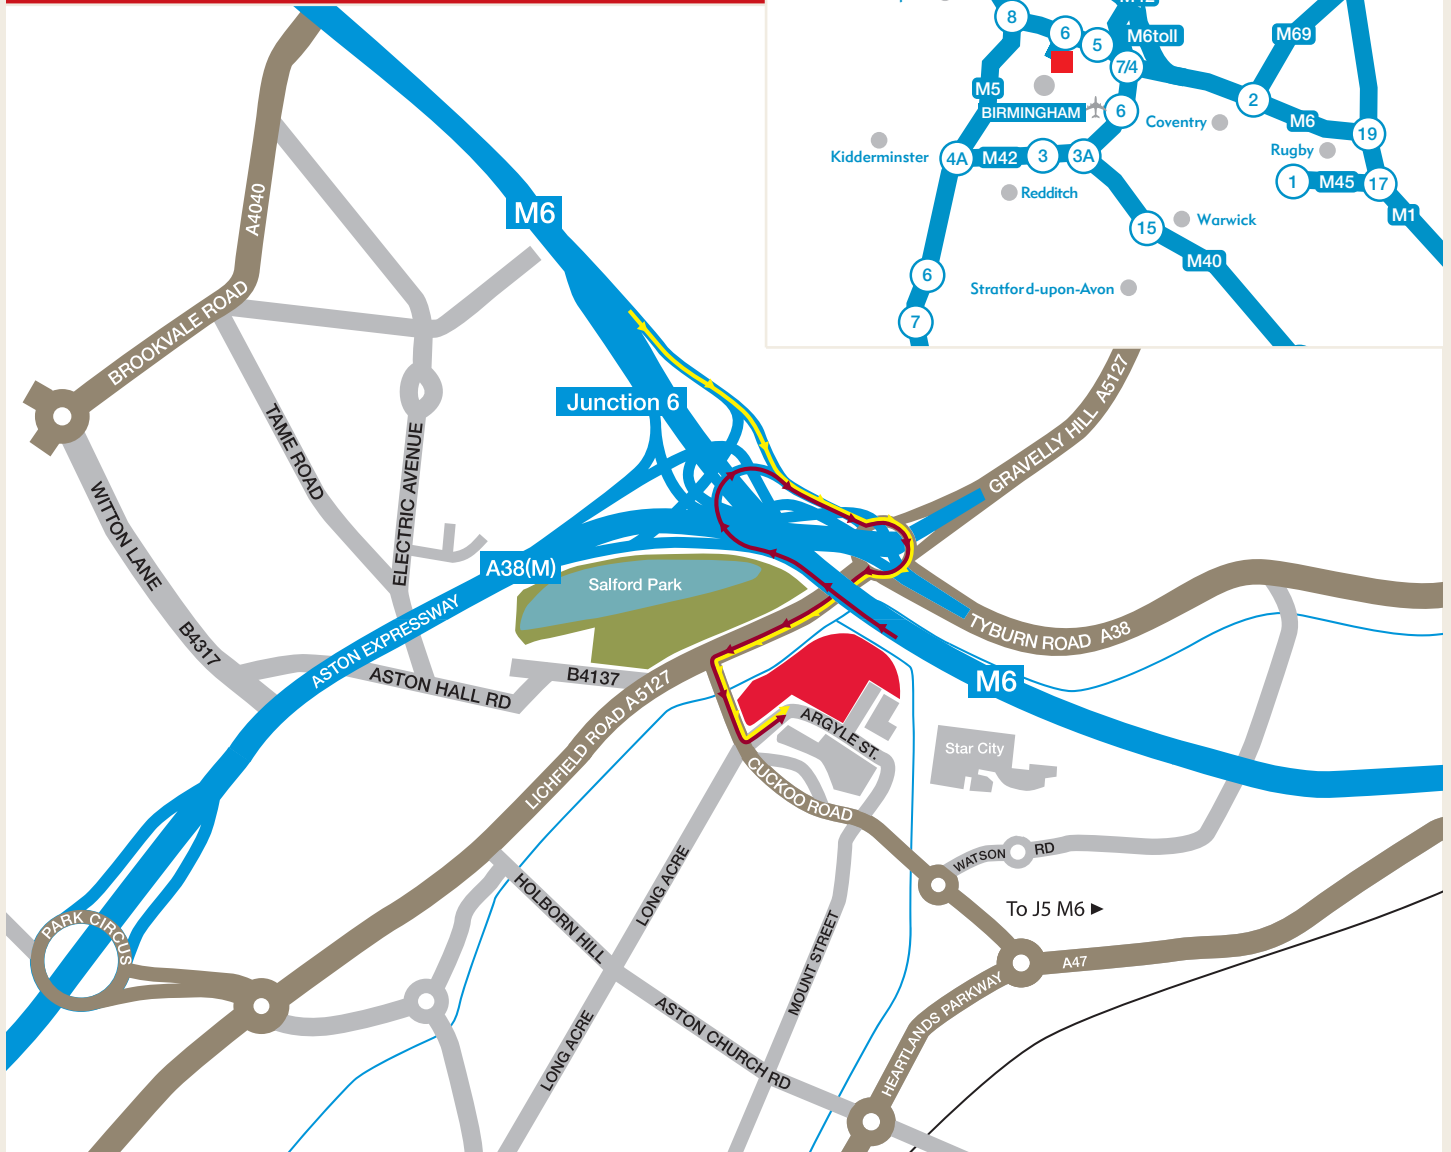 8
6
5
M6toll
7/4
M69
M5
2
BIRMINGHAM
6
Coventry
M6
19
Kidderminster
4A
M42
3
3A
Rugby
1
M45
17
Redditch
M1
15
Warwick
M40
6
Stratford-upon-Avon
7
A4040
M6
BROOKVALE ROAD
Junction 6
TAME ROAD
ELECTRIC AVENUE
WITTON LANE
GRAVELLY HILL A5127
A38(M)
Salford Park
ASTON EXPRESSWAY
B4317
ASTON HALL RD
B4137
TYBURN ROAD A38
M6
LICHFIELD ROAD A5127
ARGYLE ST.
Star City
CUCKOO ROAD
WATSON RD
LONG ACRE
HOLBORN HILL
To J5 M6
PARK CIRCUS
MOUNT STREET
A47
HEARTLANDS PARKWAY
LONG ACRE
ASTON CHURCH RD